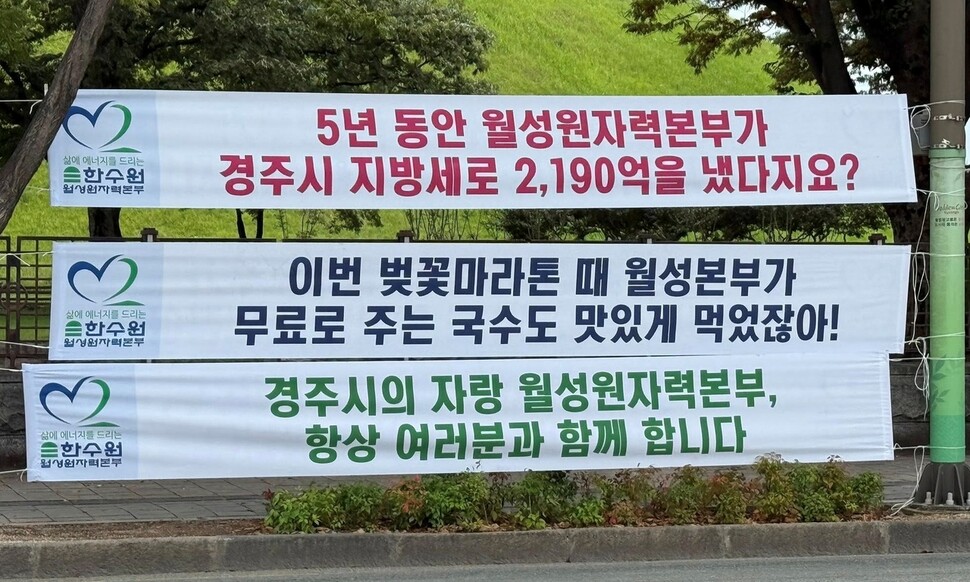 5년 동안 월성원자력본부가
경주시 지방세로 2,190억을 냈다지요?
삶에 에너지를 드리는
한수원
월성원자력본부
이번 벚꽃마라톤 때 월성본부가
무료로 주는 국수도 맛있게 먹었잖아!
삶에 에너지를 드리는
한수원
월성원자력본부
경주시의 자랑 월성원자력본부,
항상 여러분과 함께 합니다
삶에 에너지를 드리는
한수원
월성원자력본부